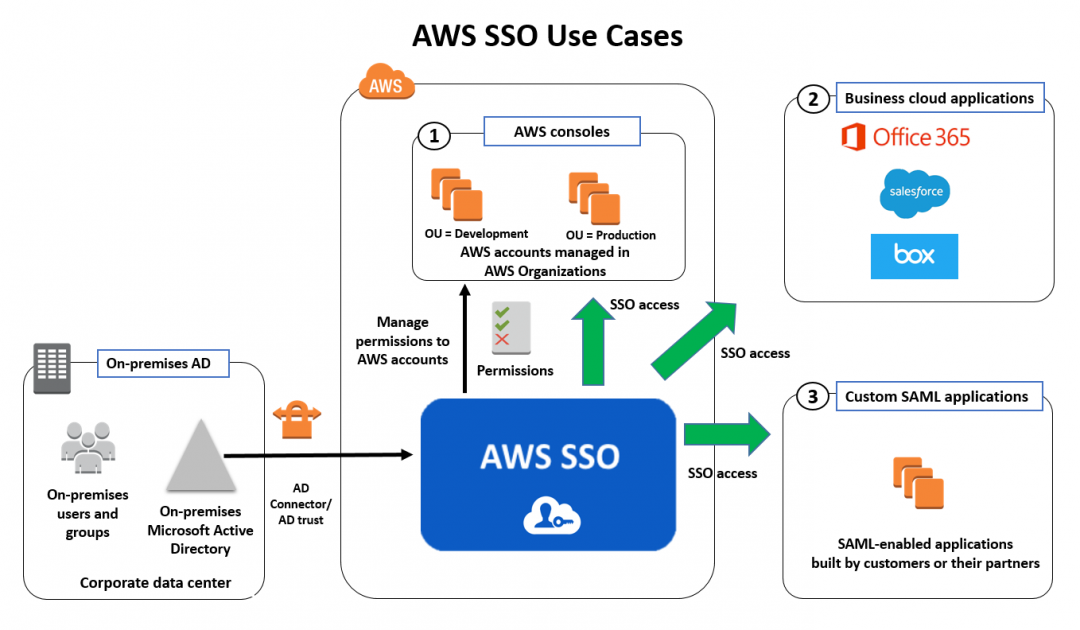 AWS SSO Use Cases
AWS
1
AWS consoles
OU = Development
OU = Production
AWS accounts managed in
AWS Organizations
2
Business cloud applications
Office 365
salesforce
box
Manage
permissions to
AWS accounts
Permissions
SSO access
SSO access
SSO access
On-premises AD
On-premises
users and
groups
On-premises
Microsoft Active
Directory
Corporate data center
AD
Connector/
AD trust
AWS SSO
3
Custom SAML applications
SAML-enabled applications
built by customers or their partners